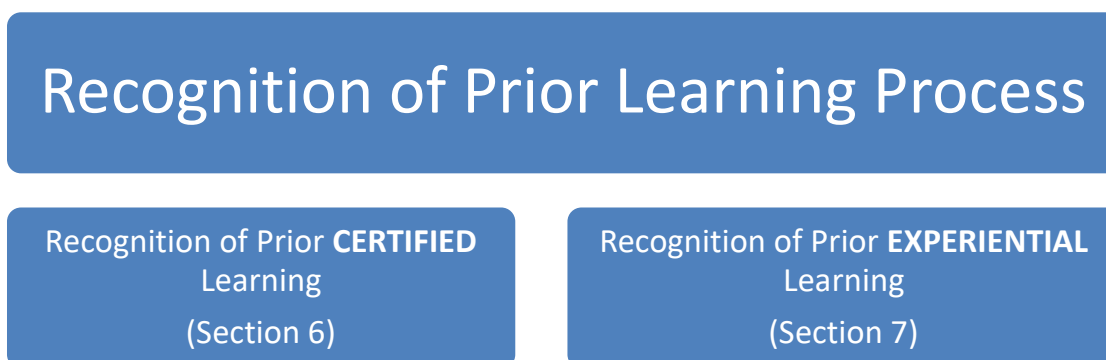 Recognition of Prior Learning Process
Recognition of Prior CERTIFIED
Learning
(Section 6)
Recognition of Prior EXPERIENTIAL
Learning
(Section 7)